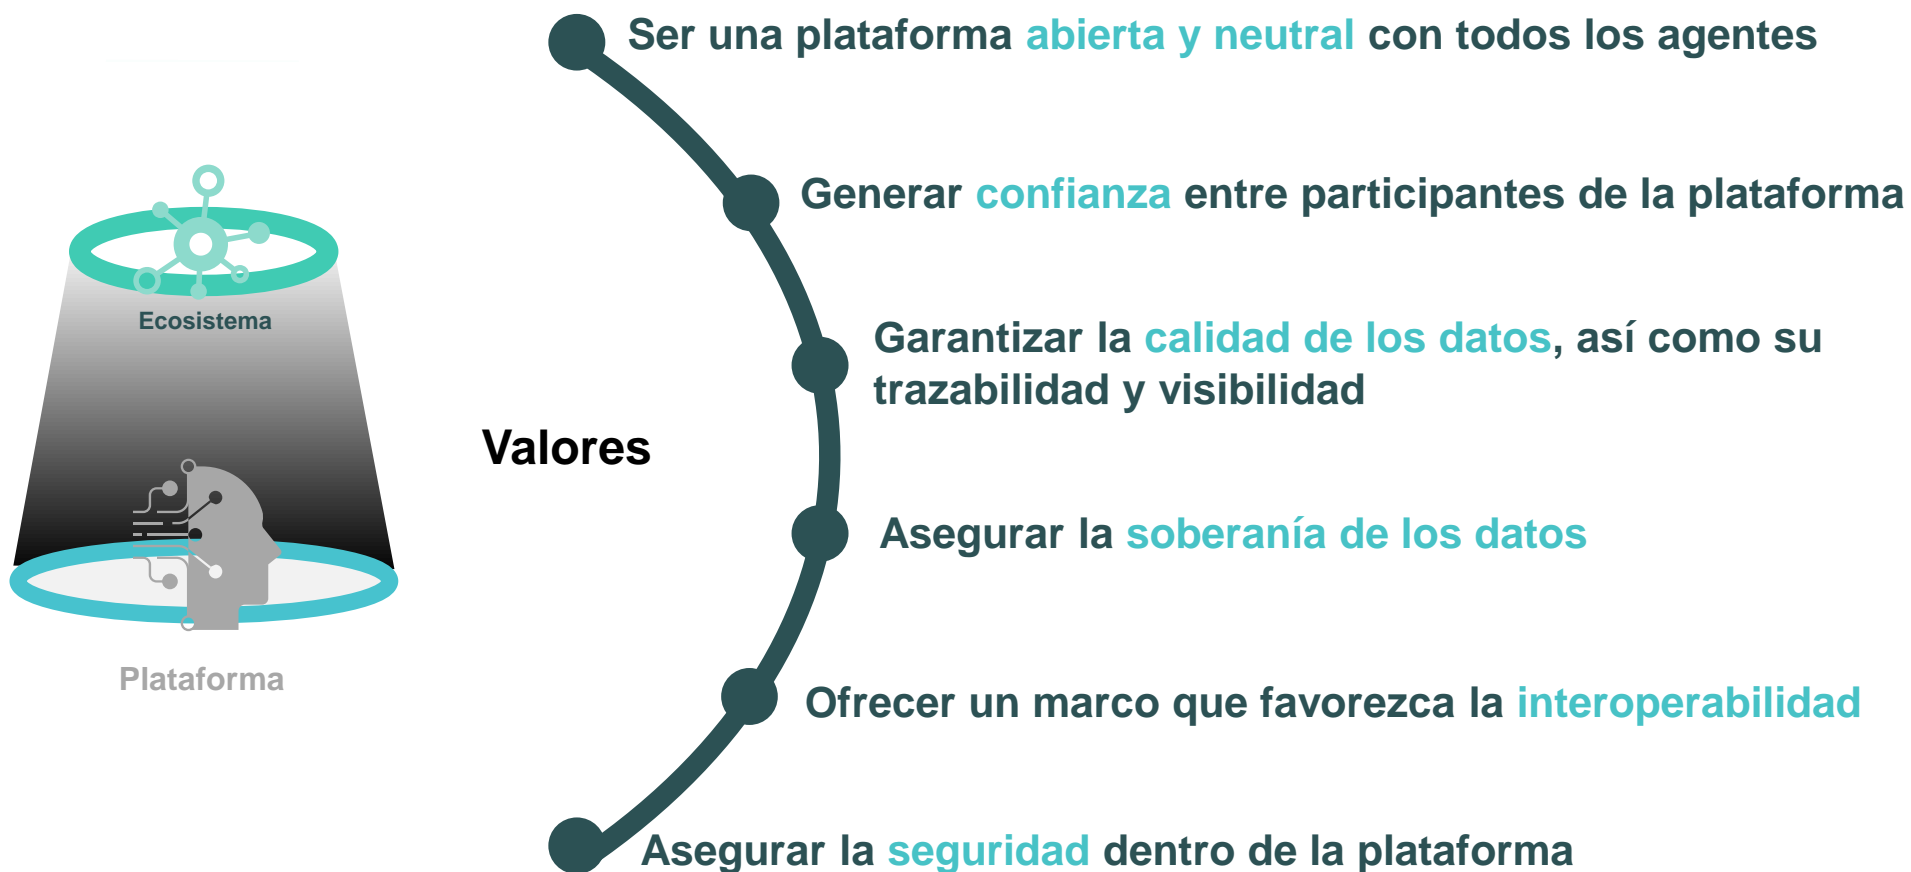 Ser una plataforma abierta y neutral con todos los agentes
Generar confianza entre participantes de la plataforma
Ecosistema
Garantizar la calidad de los datos, así como su
trazabilidad y visibilidad
Valores
Asegurar la soberanía de los datos
Plataforma
Ofrecer un marco que favorezca la interoperabilidad
Asegurar la seguridad dentro de la plataforma